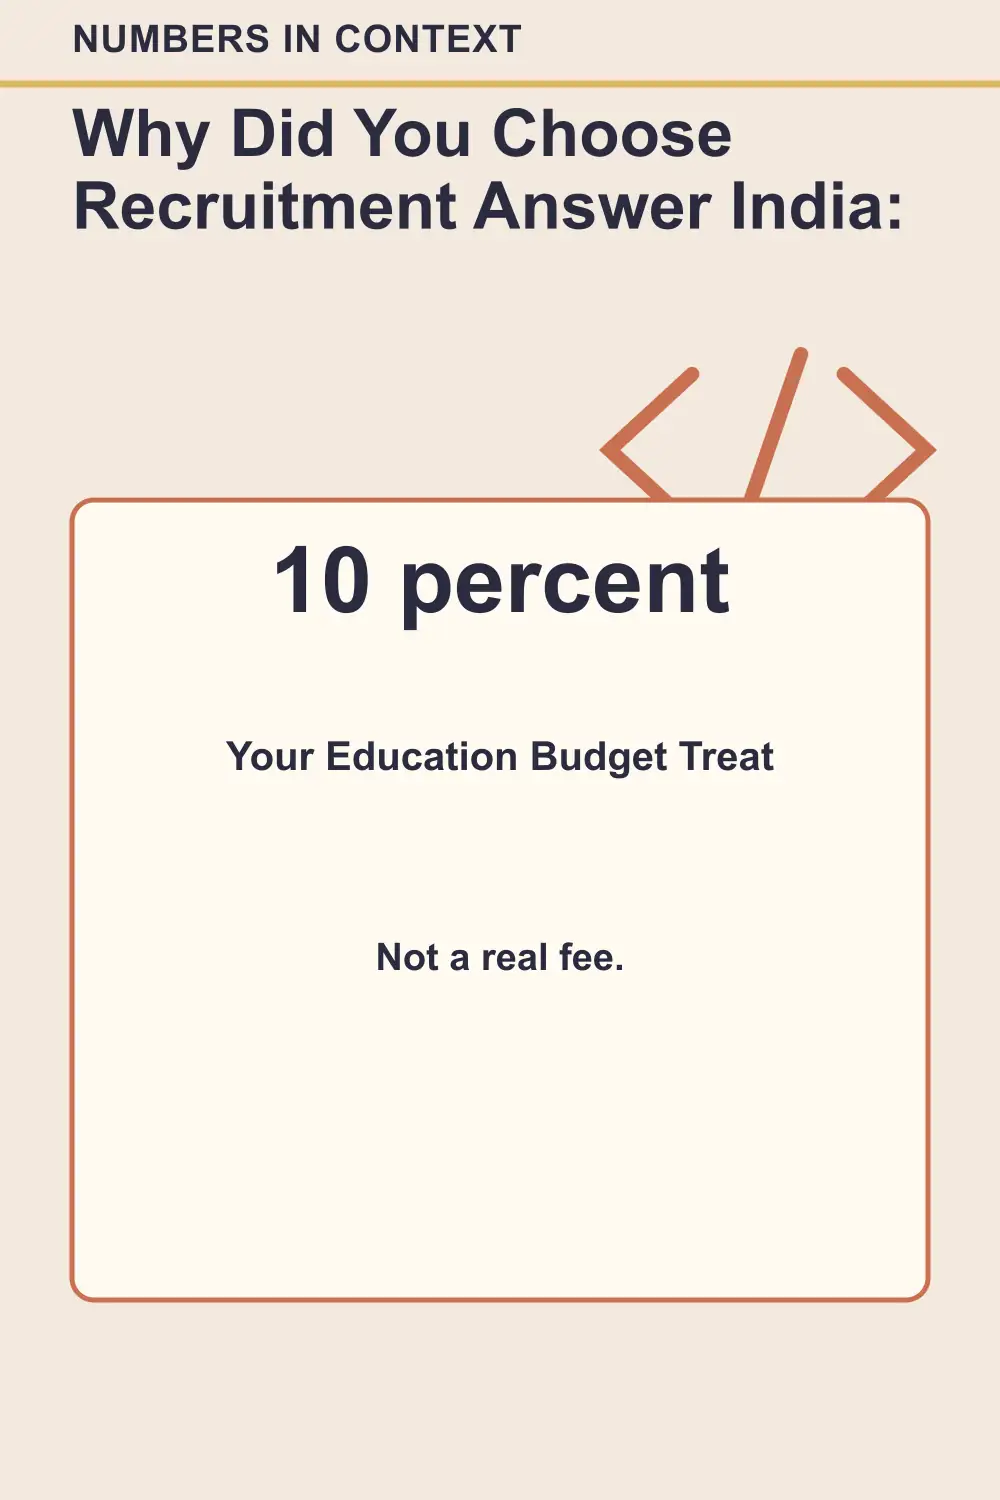 NUMBERS IN CONTEXT
Why Did You Choose
Recruitment Answer India:
10 percent
Your Education Budget Treat
Not a real fee.